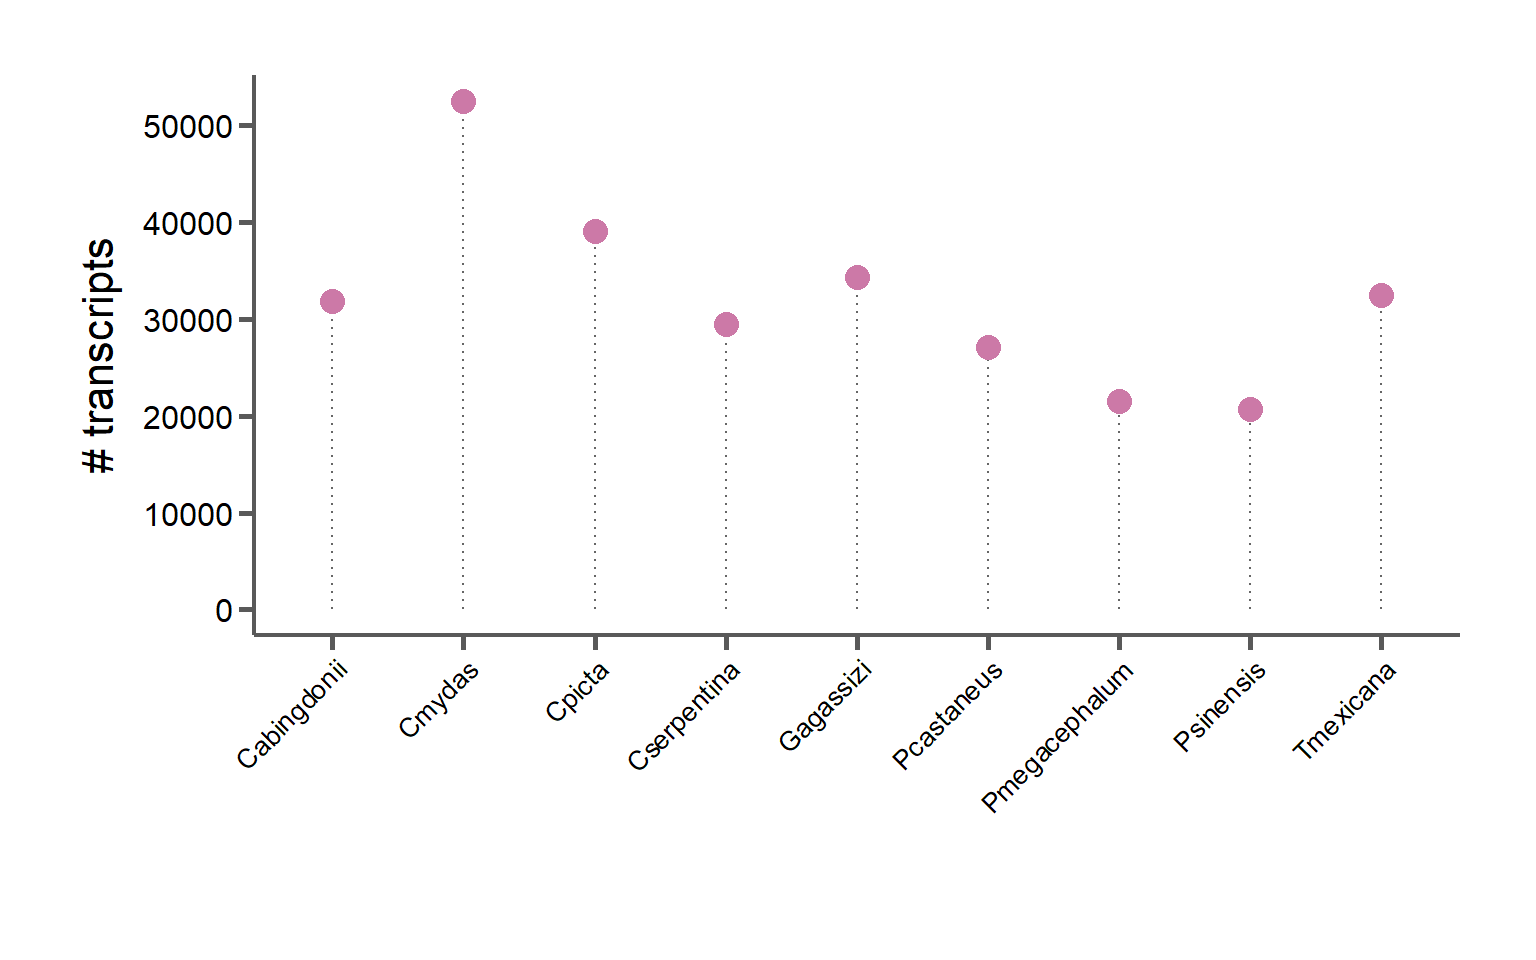 # transcripts
50000
40000
30000
20000
10000
0
Cabingdonii
Cmydas
Cpicta
Cserpentina
Gagassizi
Pcastaneus
Pmegacephalum
Psinensis
Tmexicana